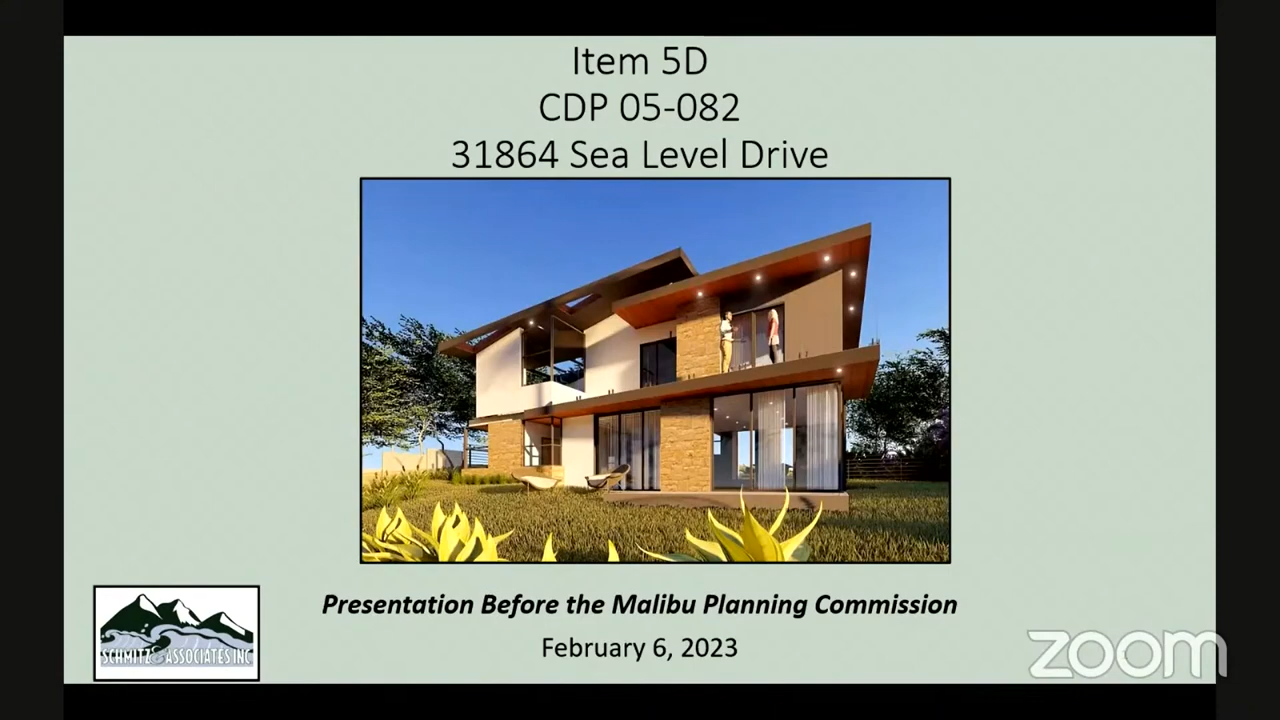 Item 5D
CDP 05-082
31864 Sea Level Drive
Presentation Before the Malibu Planning Commission
February 6, 2023
SCHMITZ & ASSOCIATES INC
zoom